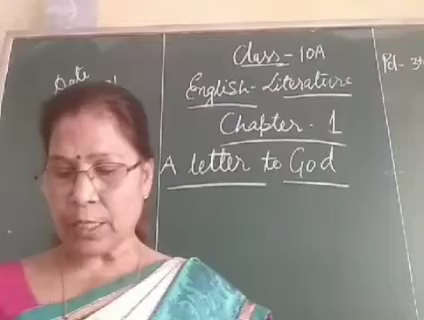 Date
Class - 10A
English - Literature
Chapter - 1
A letter to God